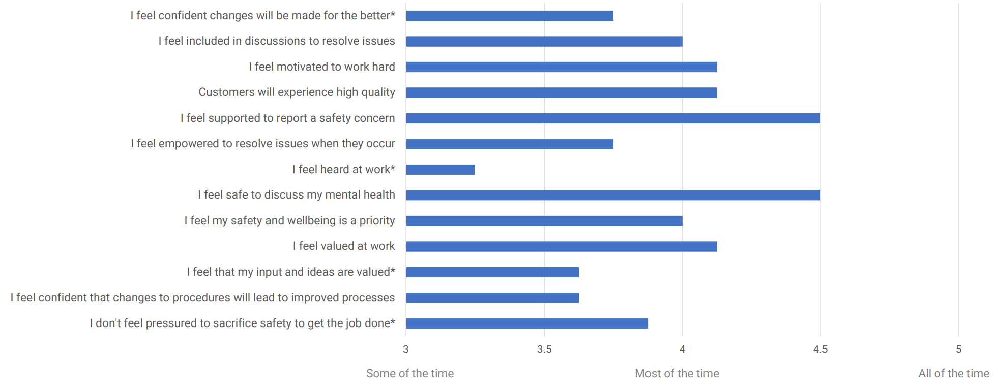 I feel confident changes will be made for the better*
I feel included in discussions to resolve issues
I feel motivated to work hard
Customers will experience high quality
I feel supported to report a safety concern
I feel empowered to resolve issues when they occur
I feel heard at work*
I feel safe to discuss my mental health
I feel my safety and wellbeing is a priority
I feel valued at work
I feel that my input and ideas are valued*
I feel confident that changes to procedures will lead to improved processes
I don't feel pressured to sacrifice safety to get the job done*
3 3.5 4 4.5 5
Some of the time Most of the time All of the time